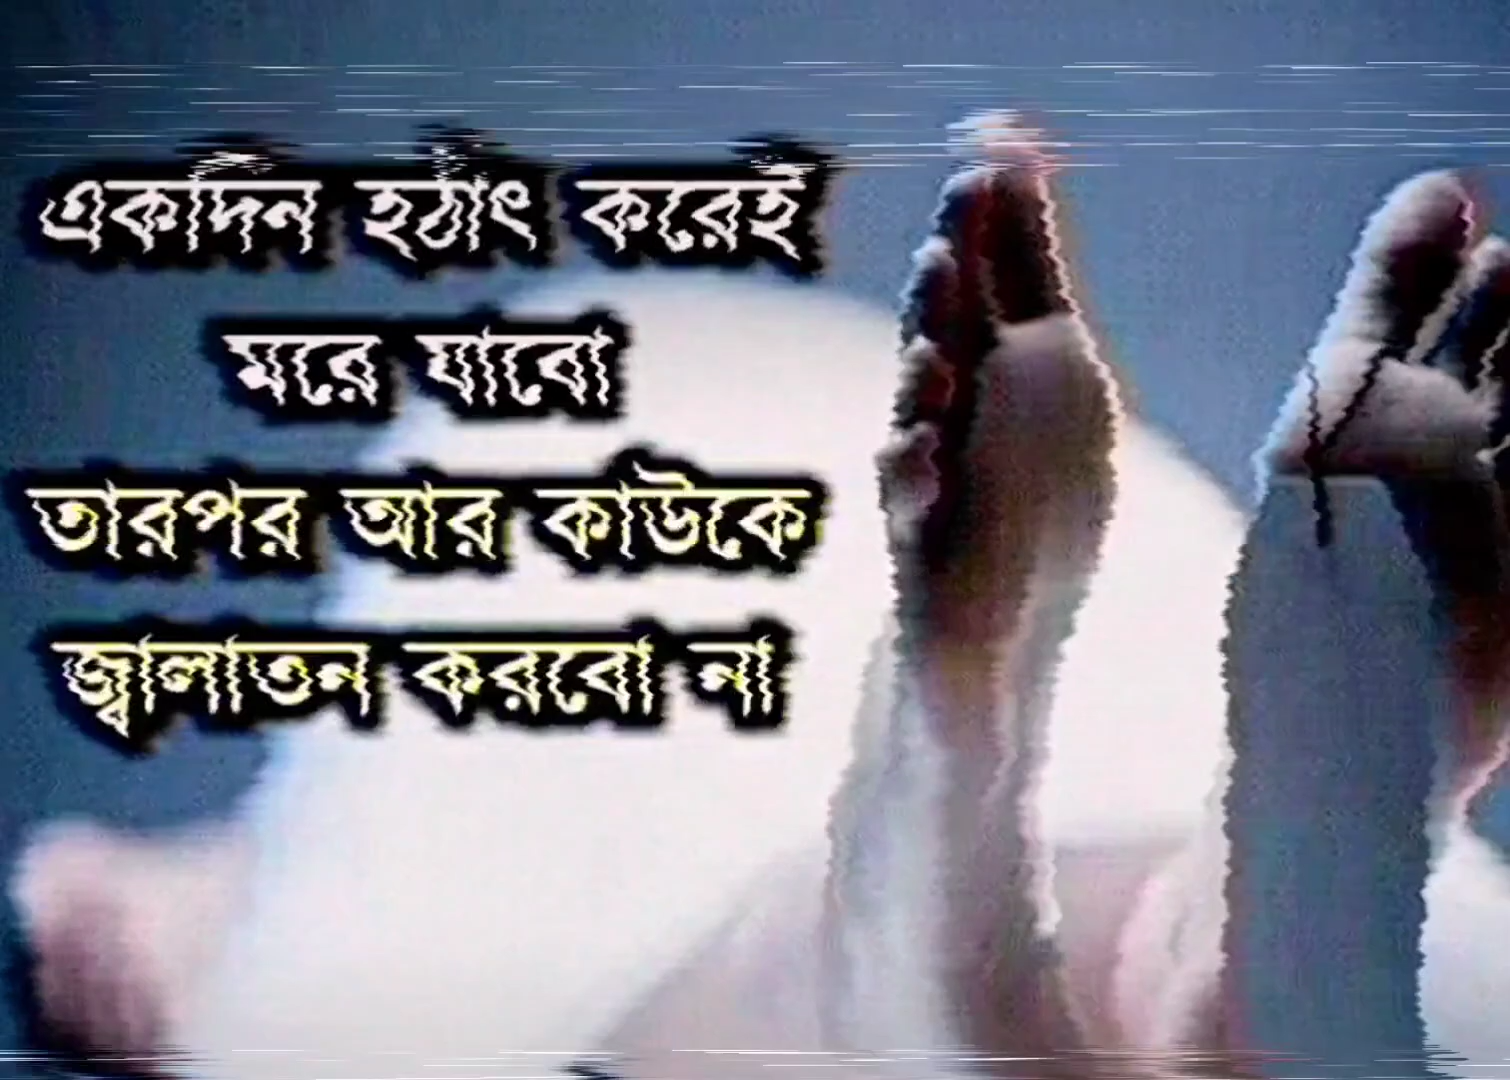 একদিন হঠাৎ করেই
মরে যাবো
তারপর আর কাউকে
জ্বালাতন করবো না